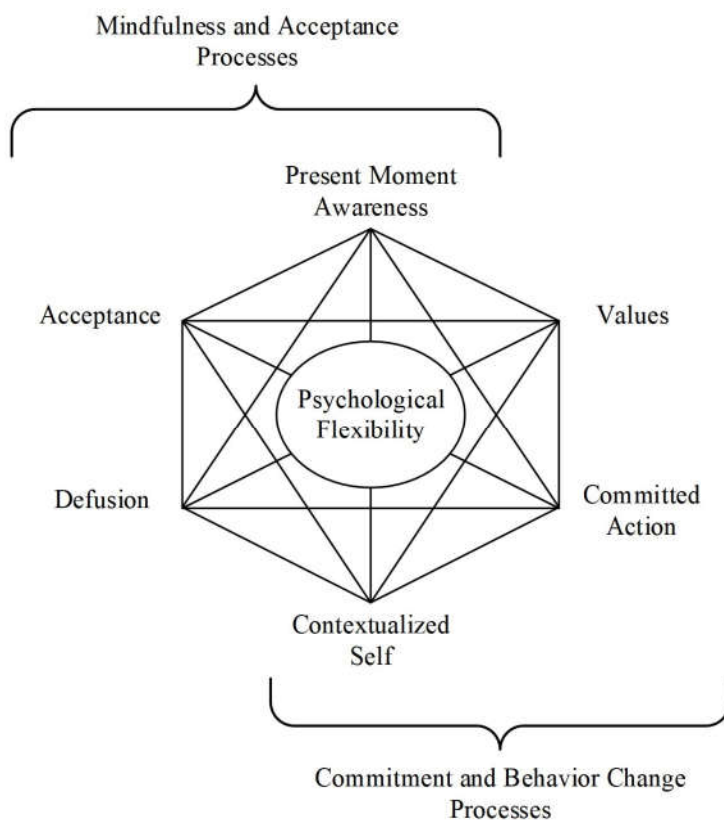 Mindfulness and Acceptance
Processes
Present Moment
Awareness
Acceptance
Values
Psychological
Flexibility
Defusion
Committed
Action
Contextualized
Self
Commitment and Behavior Change
Processes